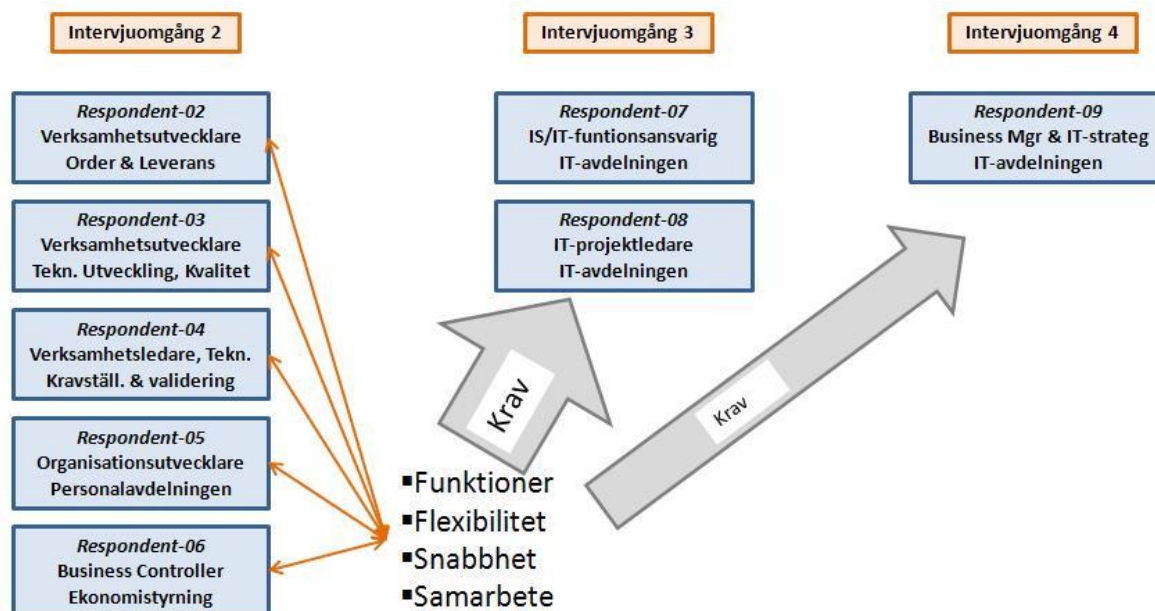 Intervjuomgång 2
Respondent-02
Verksamhetsutvecklare
Order & Leverans
Respondent-03
Verksamhetsutvecklare
Tekn. Utveckling, Kvalitet
Respondent-04
Verksamhetsledare, Tekn.
Kravställ. & validering
Respondent-05
Organisationsutvecklare
Personalavdelningen
Respondent-06
Business Controller
Ekonomistyrning
Intervjuomgång 3
Respondent-07
IS/IT-funtionsansvarig
IT-avdelningen
Respondent-08
IT-projektledare
IT-avdelningen
Intervjuomgång 4
Respondent-09
Business Mgr & IT-strateg
IT-avdelningen
Krav
Krav
▪Funktioner
▪Flexibilitet
▪Snabbhet
▪Samarbete